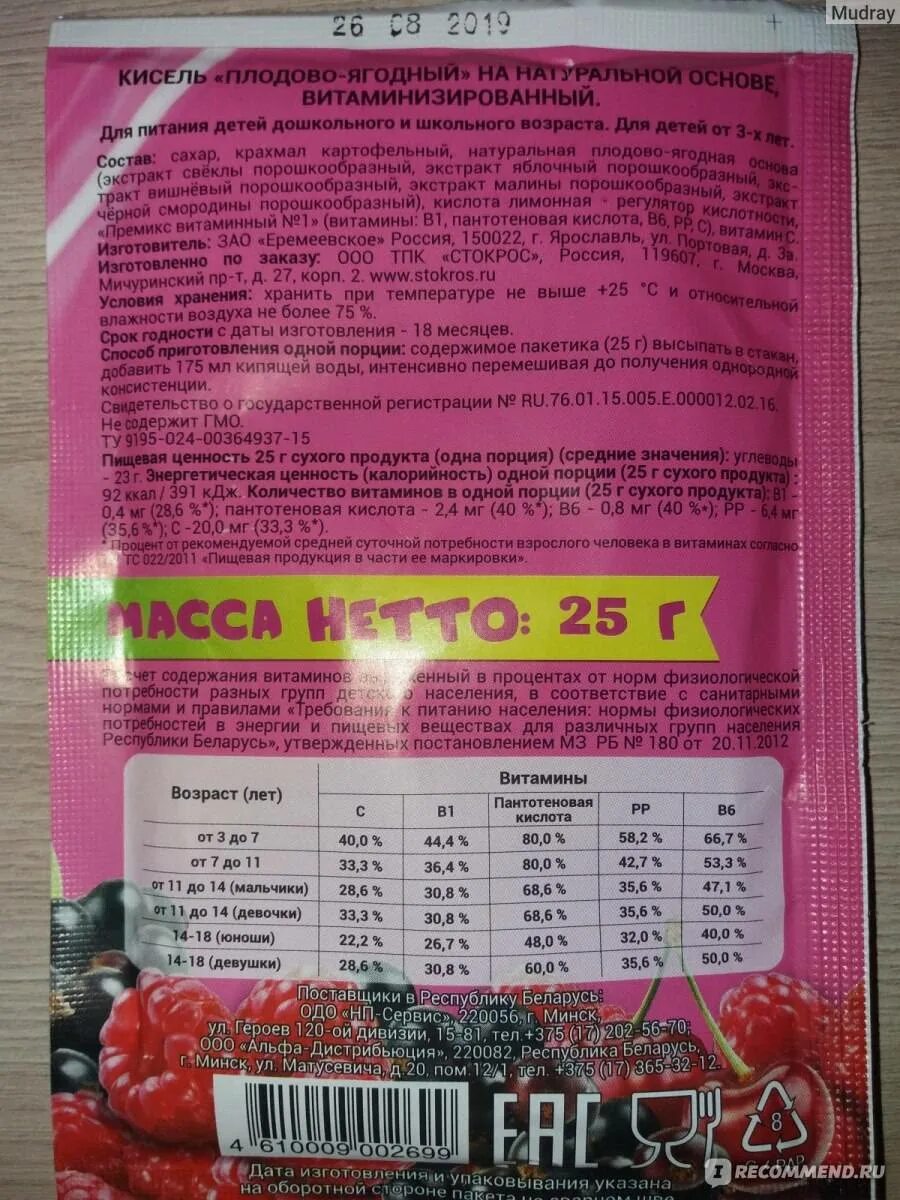 Mudray
26 08 2019
КИСЕЛЬ «ПЛОДОВО-ЯГОДНЫЙ» НА НАТУРАЛЬНОЙ ОСНОВЕ,
ВИТАМИНИЗИРОВАННЫЙ.
Для питания детей дошкольного и школьного возраста. Для детей от 3-х лет.
Состав: сахар, крахмал картофельный, натуральная плодово-ягодная основа
(экстракт свёклы порошкообразный, экстракт яблочный порошкообразный, экс-
тракт вишнёвый порошкообразный, экстракт малины порошкообразный, экстракт
чёрной смородины порошкообразный), кислота лимонная - регулятор кислотности,
«Премикс витаминный №1» (витамины: В1, пантотеновая кислота, В6, РР, С), витамин С.
Изготовитель: ЗАО «Еремеевское» Россия, 150022, г. Ярославль, ул. Портовая, д. 3в.
Изготовленно по заказу: ООО ТПК «СТОКРОС», Россия, 119607, г. Москва,
Мичуринский пр-т, д. 27, корп. 2. www.stokros.ru
Условия хранения: хранить при температуре не выше +25 °С и относительной
влажности воздуха не более 75 %.
Срок годности с даты изготовления - 18 месяцев.
Способ приготовления одной порции: содержимое пакетика (25 г) высыпать в стакан,
добавить 175 мл кипящей воды, интенсивно перемешивая до получения однородной
консистенции.
Свидетельство о государственной регистрации № RU.76.01.15.005.Е.000012.02.16.
Не содержит ГМО.
ТУ 9195-024-00364937-15
Пищевая ценность 25 г сухого продукта (одна порция) (средние значения): углеводы
- 23 г. Энергетическая ценность (калорийность) одной порции (25 г сухого продукта) :
92 ккал / 391 кДж. Количество витаминов в одной порции (25 г сухого продукта): В1 -
0,4 мг (28,6 %*); пантотеновая кислота - 2,4 мг (40 %*); В6 - 0,8 мг (40 %*); РР - 6,4 мг
(35,6 %*); С -20,0 мг (33,3 %*).
* Процент от рекомендуемой средней суточной потребности взрослого человека в витаминах согласно
ТС 022/2011 «Пищевая продукция в части ее маркировки».
МАССА НЕТТО: 25 Г
содержания витаминов в процентах от норм физиологической
потребности разных групп детского населения, в соответствие с санитарными
нормами и правилами «Требования к питанию населения: нормы физиологических
потребностей в энергии и пищевых веществах для различных групп населения
Республики Беларусь», утвержденных постановлением МЗ РБ № 180 от 20.11.2012
Возраст (лет) Витамины
С В1 Пантотеновая кислота РР В6
от 3 до 7 40,0 % 44,4 % 80,0 % 58,2 % 66,7 %
от 7 до 11 33,3 % 36,4 % 80,0 % 42,7 % 53,3 %
от 11 до 14 (мальчики) 28,6 % 30,8 % 68,6 % 35,6 % 47,1 %
от 11 до 14 (девочки) 33,3 % 30,8 % 68,6 % 35,6 % 50,0 %
14-18 (юноши) 22,2 % 26,7 % 48,0 % 32,0 % 40,0 %
14-18 (девушки) 28,6 % 30,8 % 60,0 % 35,6 % 50,0 %
Поставщики в Республику Беларусь:
ОДО «НП-Сервис», 220056, г. Минск,
ул. Героев 120-ой дивизии, 15-81, тел.+375 (17) 202-56-70;
ООО «Альфа-Дистрибьюция», 220082, Республика Беларусь,
г. Минск, ул. Матусевича, д.20, пом.12/1, тел. +375 (17) 365-32-12.
4 610009 002699
ЕАС
8
Дата изготовления и упаковывания указана
на оборотной стороне пакета на сварном шве
IRECOMMEND.RU